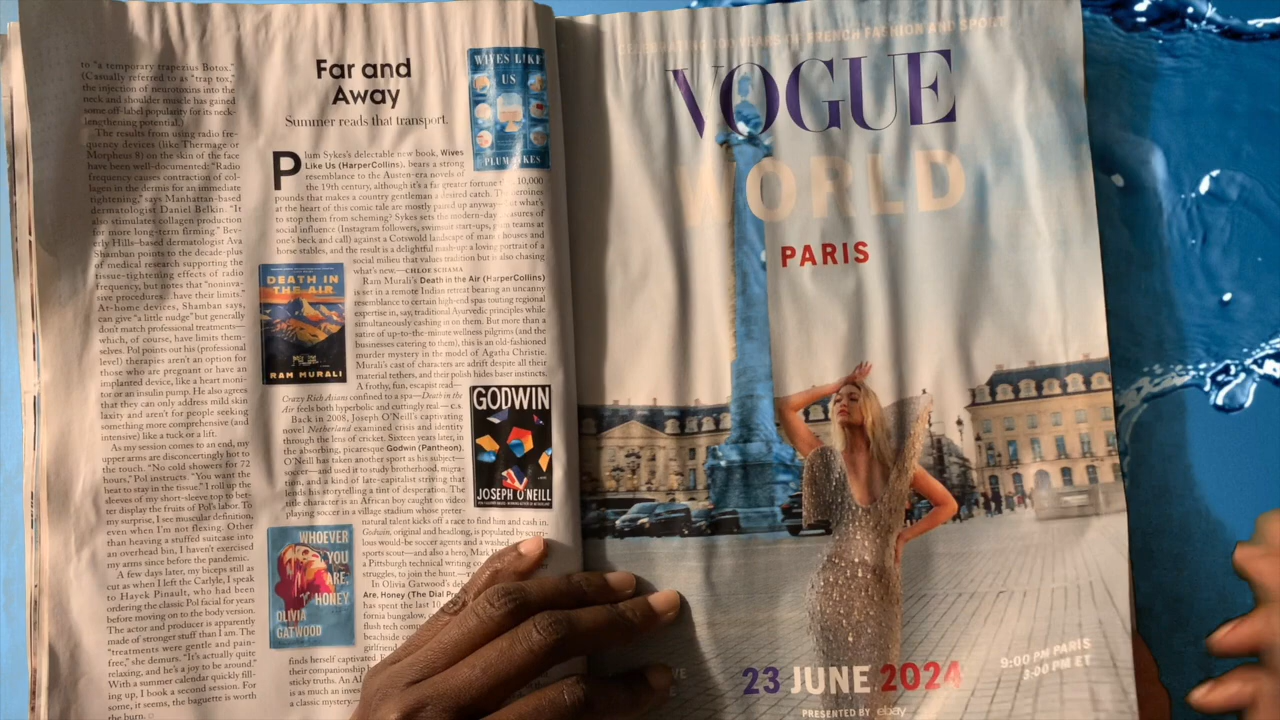 to "a temporary trapezius Botox."
(Casually referred to as "trap tox,"
the injection of neurotoxins into the
neck and shoulder muscle has gained
some off-label popularity for its neck-
lengthening potential.)
The results from using radio fre-
quency devices (like Thermage or
Morpheus 8) on the skin of the face
have been well-documented: "Radio
frequency causes contraction of col-
lagen in the dermis for an immediate
tightening," says Manhattan-based
dermatologist Daniel Belkin. "It
also stimulates collagen production
for more long-term firming." Bev-
erly Hills–based dermatologist Ava
Shamban points to the decade-plus
of medical research supporting the
tissue-tightening effects of radio
frequency, but notes that "noninva-
sive procedures...have their limits."
At-home devices, Shamban says,
can give "a little nudge" but generally
don't match professional treatments—
which, of course, have limits them-
selves. Pol points out his (professional
level) therapies aren't an option for
those who are pregnant or have an
implanted device, like a heart moni-
tor or an insulin pump. He also agrees
that they can only address mild skin
laxity and aren't for people seeking
something more comprehensive (and
intensive) like a tuck or a lift.
As my session comes to an end, my
upper arms are disconcertingly hot to
the touch. "No cold showers for 72
hours," Pol instructs. "You want the
heat to stay in the tissue." I roll up the
sleeves of my short-sleeve top to bet-
ter display the fruits of Pol's labor. To
my surprise, I see muscular definition,
even when I'm not flexing. Other
than heaving a stuffed suitcase into
an overhead bin, I haven't exercised
my arms since before the pandemic.
A few days later, my biceps still as
cut as when I left the Carlyle, I speak
to Hayek Pinault, who had been
ordering the classic Pol facial for years
before moving on to the body version.
The actor and producer is apparently
made of stronger stuff than I am. The
"treatments were gentle and pain-
free," she demurs. "It's actually quite
relaxing, and he's a joy to be around."
With a summer calendar quickly fill-
ing up, I book a second session. For
some, it seems, the baguette is worth
the burn.
Far and
Away
Summer reads that transport.
WIVES LIKE
US
PLUM SYKES
Plum Sykes's delectable new book, Wives
Like Us (HarperCollins), bears a strong
resemblance to the Austen-era novels of
the 19th century, although it's a far greater fortune 10,000
pounds that makes a country gentleman a desired catch. The heroines
at the heart of this comic tale are mostly paired up anyway— but what's
to stop them from scheming? Sykes sets the modern-day measures of
social influence (Instagram followers, swimsuit start-ups, glam teams at
one's beck and call) against a Cotswold landscape of manor houses and
horse stables, and the result is a delightful mash-up: a loving portrait of a
social milieu that values tradition but is also chasing
what's new.—CHLOE SCHAMA
DEATH IN
THE AIR
RAM MURALI
Ram Murali's Death in the Air (HarperCollins)
is set in a remote Indian retreat bearing an uncanny
resemblance to certain high-end spas touting regional
expertise in, say, traditional Ayurvedic principles while
simultaneously cashing in on them. But more than a
satire of up-to-the-minute wellness pilgrims (and the
businesses catering to them), this is an old-fashioned
murder mystery in the model of Agatha Christie.
Murali's cast of characters are adrift despite all their
material trappings, and their polish hides baser instincts.
A frothy, fun, escapist read—
Crazy Rich Asians confined to a spa—Death in the
Air feels both hyperbolic and cuttingly real.— C.S.
Back in 2008, Joseph O'Neill's captivating
novel Netherland examined crisis and identity
through the lens of cricket. Sixteen years later, in
the absorbing, picaresque Godwin (Pantheon),
O'Neill has taken another sport as his subject—
soccer—and used it to study brotherhood, migra-
tion, and a kind of late-capitalist striving that
lends his storytelling a tint of desperation. The
title character is an African boy caught on video
playing soccer in a village stadium whose preter-
natural talent kicks off a race to find him and cash in.
Godwin, original and headlong, is populated by scurri-
lous would-be soccer agents and a washed-
sports scout—and also a hero, Mark W
a Pittsburgh technical writing co
struggles, to join the hunt.—T
GODWIN
JOSEPH O'NEILL
WHOEVER
YOU
ARE,
HONEY
OLIVIA
GATWOOD
In Olivia Gatwood's deb
Are, Honey (The Dial Pr
has spent the last 10
fornia bungalow,
flush tech comp
beachside co
girlfriend
finds herself captivated
their companionship
sticky truths. An AI
is as much an inves
a classic mystery.
CELEBRATING 100 YEARS OF FRENCH FASHION AND SPORT
VOGUE
WORLD
PARIS
9:00 PM PARIS
3:00 PM ET
23 JUNE 2024
PRESENTED BY ebay